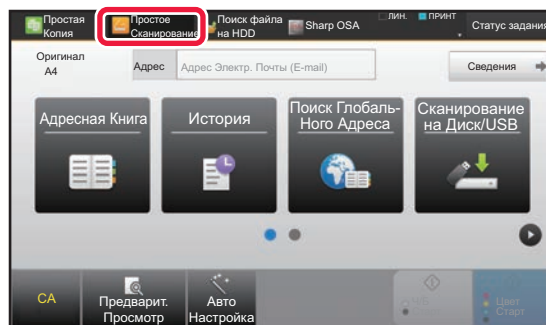 Простая
Копия
Простое
Сканирование
Поиск файла
на HDD
Sharp OSA
ЛИН.
ПРИНТ
Статус задания
Оригинал
A4
Адрес
Адрес Электр. Почты (E-mail)
Сведения
Адресная Книга
История
Поиск Глобаль-
Ного Адреса
Сканирование
на Диск/USB
CA
Предварит.
Просмотр
Авто
Настройка
Ч/Б
Цвет
Старт